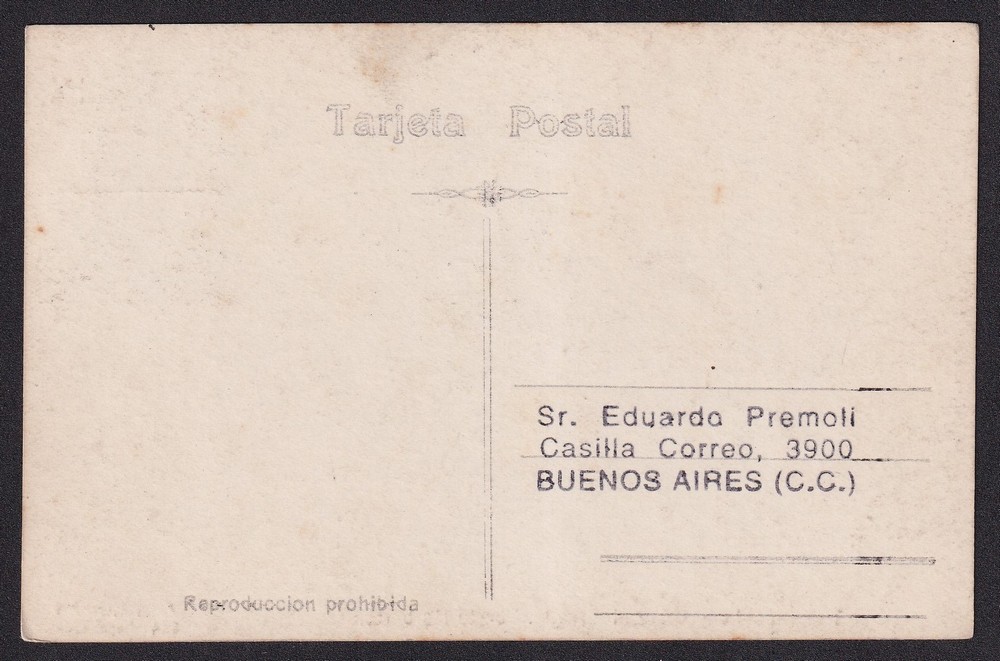 Tarjeta Postal
Sr. Eduardo Premoli
Casilla Correo, 3900
BUENOS AIRES (C.C.)
Reproduccion prohibida